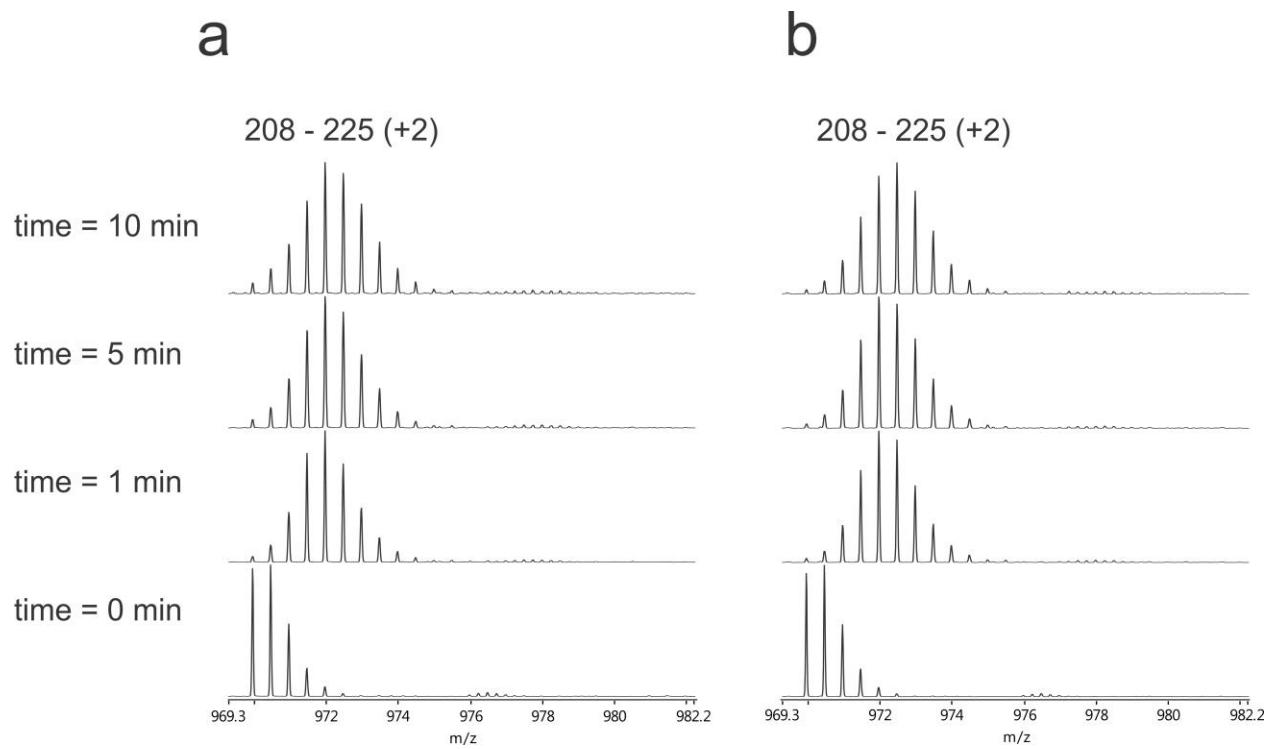 a
b
208 - 225 (+2)
208 - 225 (+2)
time = 10 min
time = 5 min
time = 1 min
time = 0 min
969.3 972 974 976 978 980 982.2
m/z
969.3 972 974 976 978 980 982.2
m/z